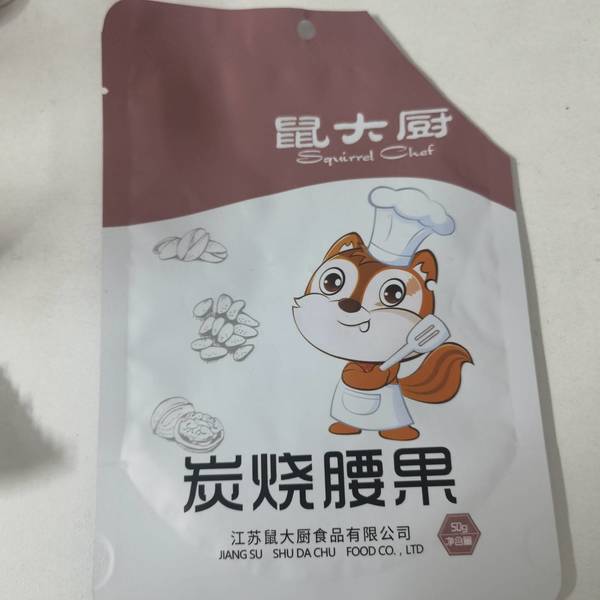 鼠大厨
Squirrel Chef
炭烧腰果
江苏鼠大厨食品有限公司
JIANG SU SHU DA CHU FOOD CO. , LTD
50g
净含量